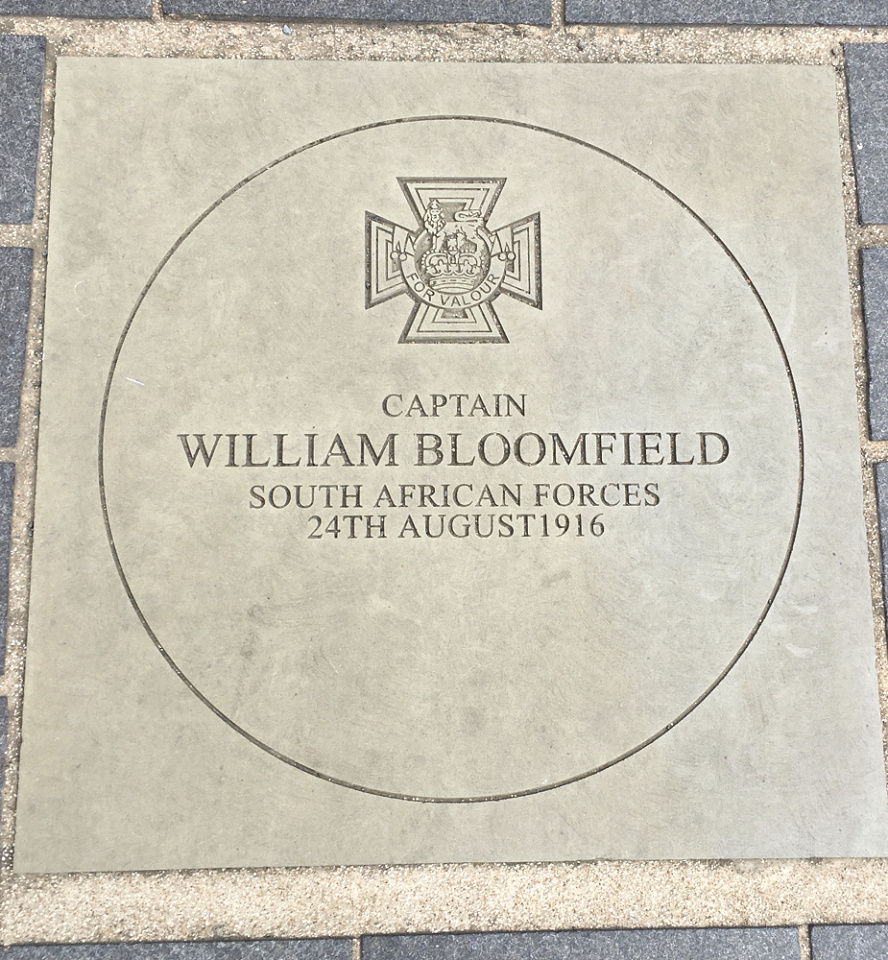 FOR VALOUR
CAPTAIN
WILLIAM BLOOMFIELD
SOUTH AFRICAN FORCES
24TH AUGUST1916